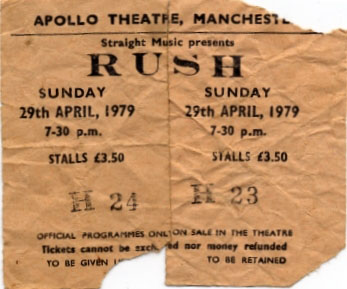 APOLLO THEATRE, MANCHESTE
Straight Music presents
RUSH
SUNDAY SUNDAY
29th APRIL, 1979 29th APRIL, 1979
7-30 p.m. 7-30 p.m.
STALLS £3.50 STALLS £3.50
H 24 H 23
OFFICIAL PROGRAMMES ONLY ON SALE IN THE THEATRE
Tickets cannot be exch ed nor money refunded
TO BE GIVEN U TO BE RETAINED